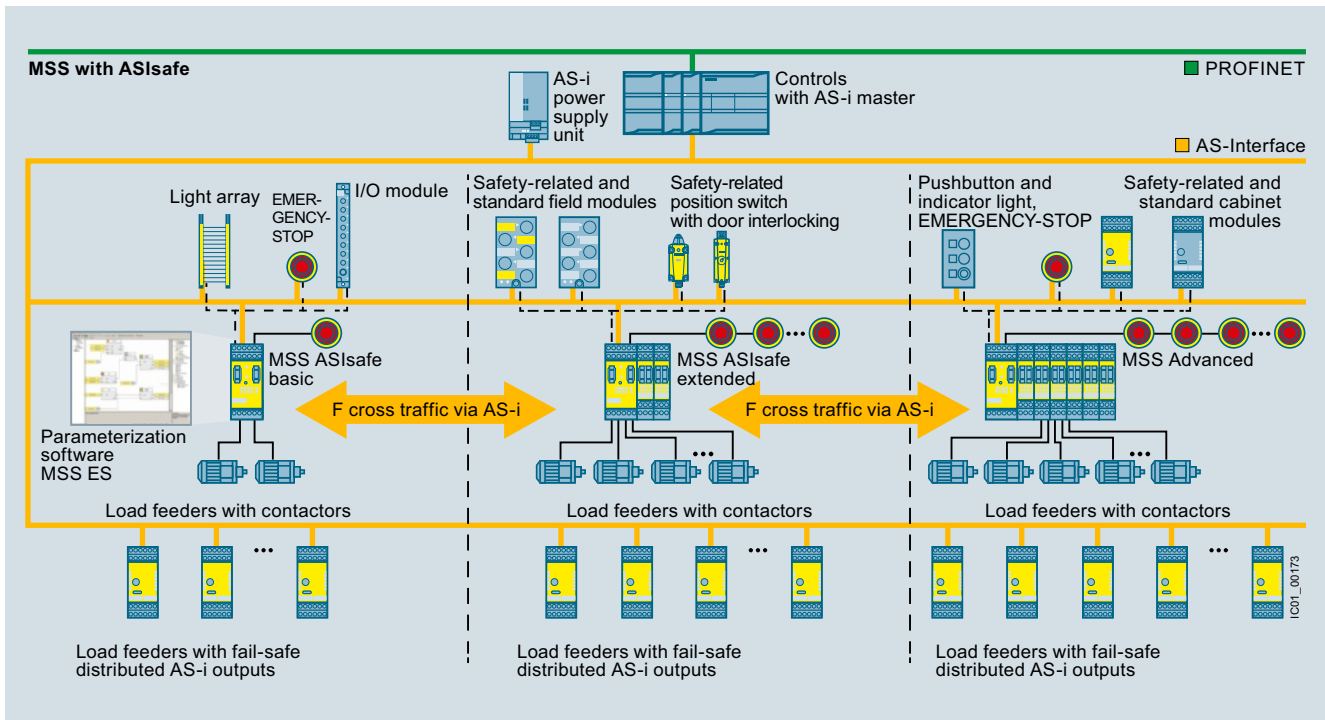 MSS with ASIsafe
PROFINET
AS-i
power
supply
unit
Controls
with AS-i master
AS-Interface
Light array
EMER-
GENCY-
STOP
I/O module
Safety-related and
standard field modules
Safety-related
position switch
with door interlocking
Pushbutton and
indicator light,
EMERGENCY-STOP
Safety-related and
standard cabinet
modules
MSS ASIsafe
basic
MSS ASIsafe
extended
MSS Advanced
F cross traffic via AS-i
F cross traffic via AS-i
Parameterization
software
MSS ES
Load feeders with contactors
Load feeders with contactors
Load feeders with contactors
IC01_00173
Load feeders with fail-safe
distributed AS-i outputs
Load feeders with fail-safe
distributed AS-i outputs
Load feeders with fail-safe
distributed AS-i outputs